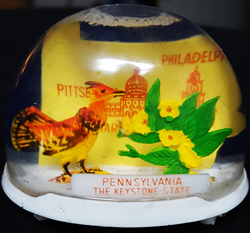 PHILADELP
PITTSB
PENNSYLVANIA
THE KEYSTONE STATE